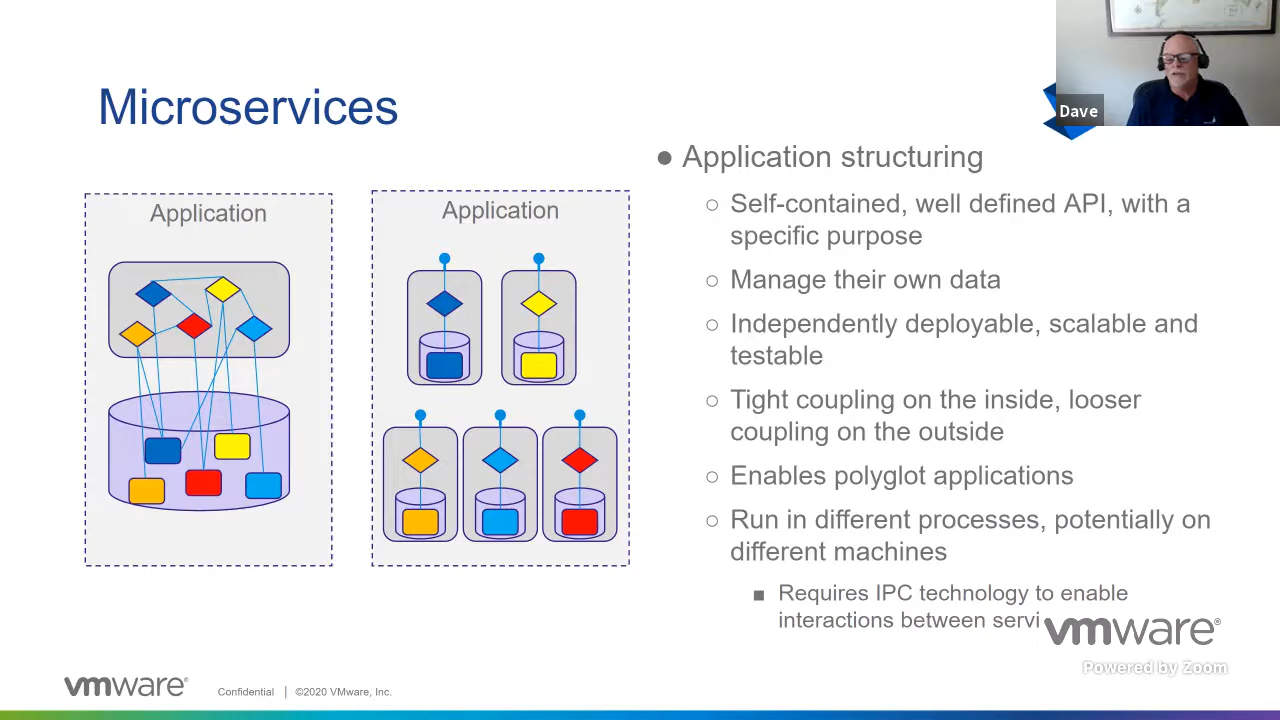 Microservices
Dave
Application
Application
● Application structuring
○ Self-contained, well defined API, with a
specific purpose
○ Manage their own data
○ Independently deployable, scalable and
testable
○ Tight coupling on the inside, looser
coupling on the outside
○ Enables polyglot applications
○ Run in different processes, potentially on
different machines
■ Requires IPC technology to enable
interactions between servi
vmware®
Powered by Zoom
vmware® Confidential | ©2020 VMware, Inc.